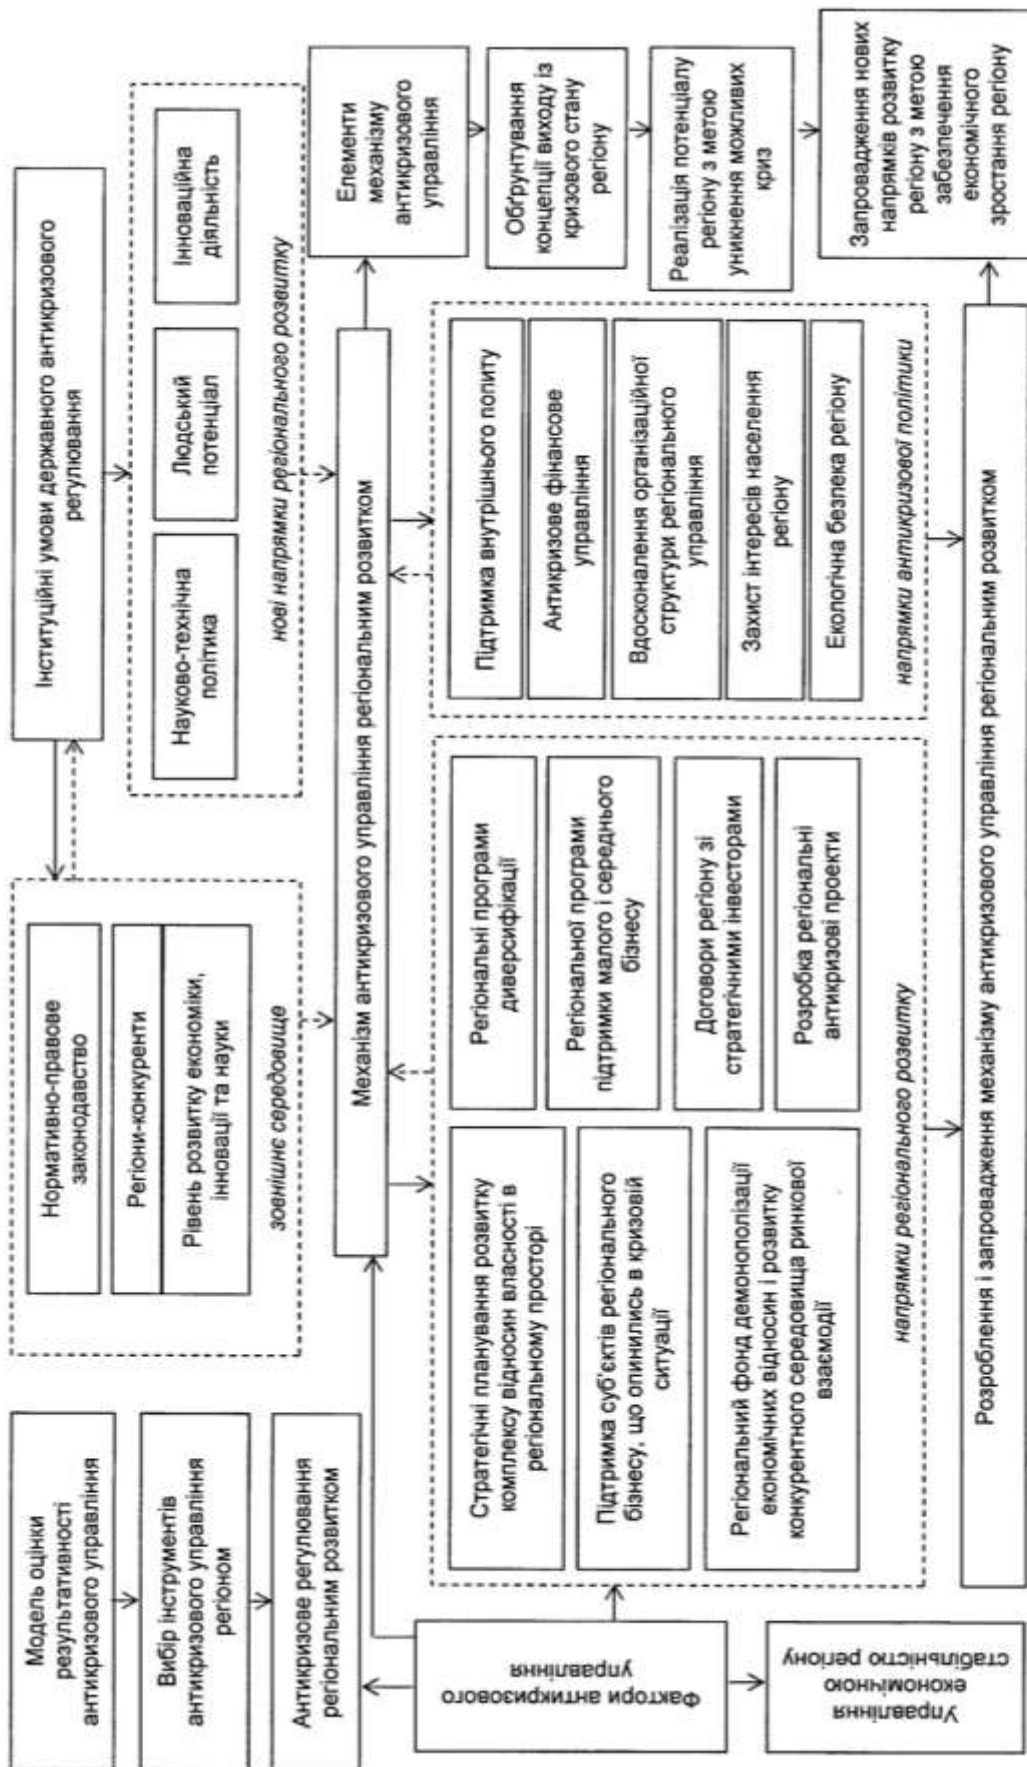 Модель оцінки
результативності
антикризового управління
Вибір інструментів
антикризового управління
регіоном
Антикризове регулювання
регіональним розвитком
Нормативно-правове
законодавство
Регіони-конкуренти
Рівень розвитку економіки,
інновації та науки
зовнішнє середовище
Інституційні умови державного антикризового
регулювання
Науково-технічна
політика
Людський
потенціал
Інноваційна
діяльність
нові напрямки регіонального розвитку
Механізм антикризового управління регіональним розвитком
Елементи
механізму
антикризового
управління
Обґрунтування
концепції виходу із
кризового стану
регіону
Реалізація потенціалу
регіону з метою
уникнення можливих
криз
Запровадження нових
напрямків розвитку
регіону з метою
забезпечення
економічного
зростання регіону
Фактори антикризового
управління
Управління
економічною
стабільністю регіону
Стратегічні планування розвитку
комплексу відносин власності в
регіональному просторі
Підтримка суб'єктів регіонального
бізнесу, що опинились в кризовій
ситуації
Регіональний фонд демонополізації
економічних відносин і розвитку
конкурентного середовища ринкової
взаємодії
Регіональні програми
диверсифікації
Регіональної програми
підтримки малого і середнього
бізнесу
Договори регіону зі
стратегічними інвесторами
Розробка регіональні
антикризові проекти
напрямки регіонального розвитку
Підтримка внутрішнього попиту
Антикризове фінансове
управління
Вдосконалення організаційної
структури регіонального
управління
Захист інтересів населення
регіону
Екологічна безпека регіону
напрямки антикризової політики
Розроблення і запровадження механізму антикризового управління регіональним розвитком